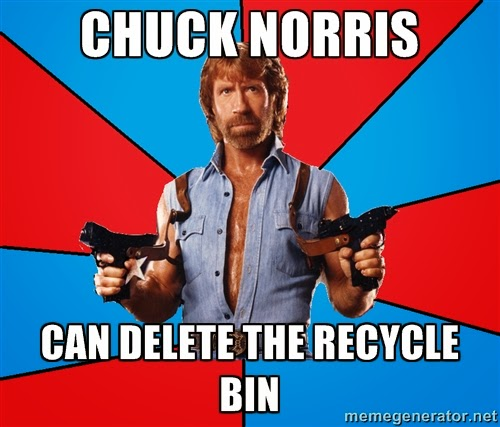 CHUCK NORRIS
CAN DELETE THE RECYCLE
BIN
memegenerator.net